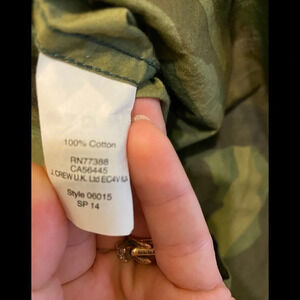 100% Cotton
RN77388
CA56445
J.CREW U.K. Ltd EC4V
Style 06015
SP 14